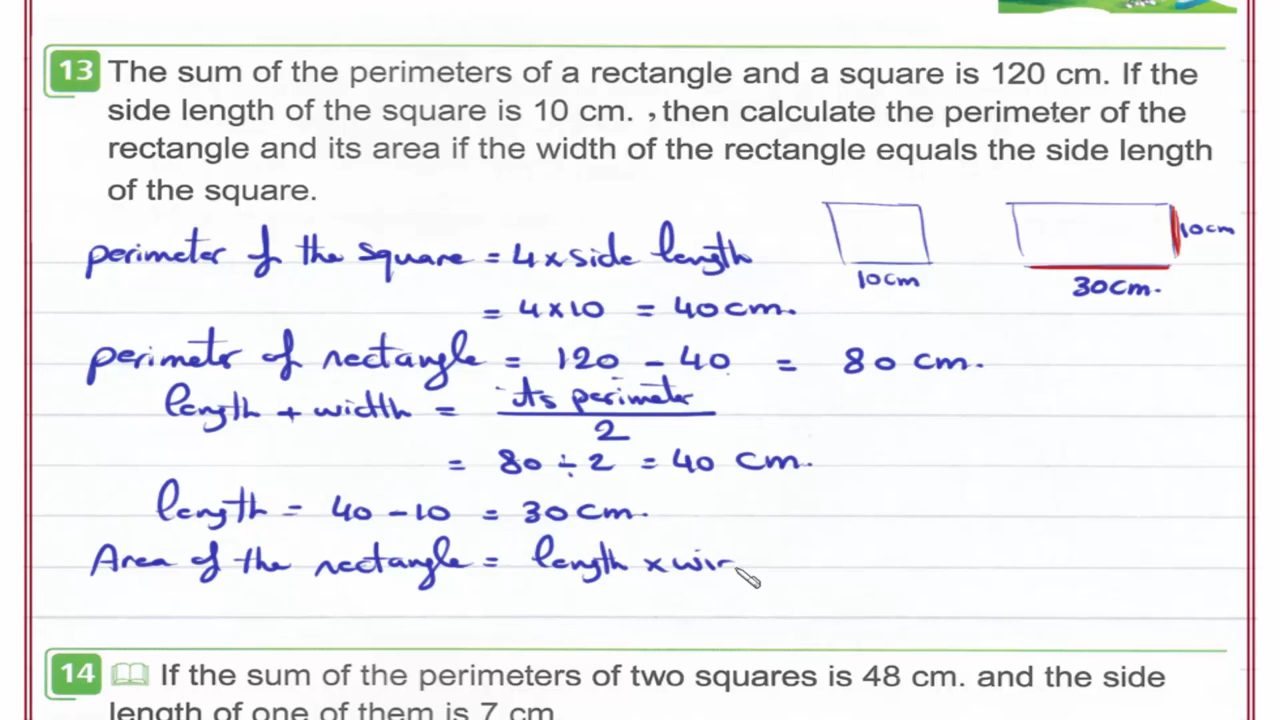 13 The sum of the perimeters of a rectangle and a square is 120 cm. If the
side length of the square is 10 cm. , then calculate the perimeter of the
rectangle and its area if the width of the rectangle equals the side length
of the square.
perimeter of the square = 4 x side length
10cm
10cm
30cm.
= 4 x 10 = 40 cm.
perimeter of rectangle = 120 - 40 = 80 cm.
length + width = its perimeter
2
= 80 ÷ 2 = 40 cm.
length = 40 - 10 = 30 cm.
Area of the rectangle = length x
14 If the sum of the perimeters of two squares is 48 cm. and the side
length of one of them is 7 cm